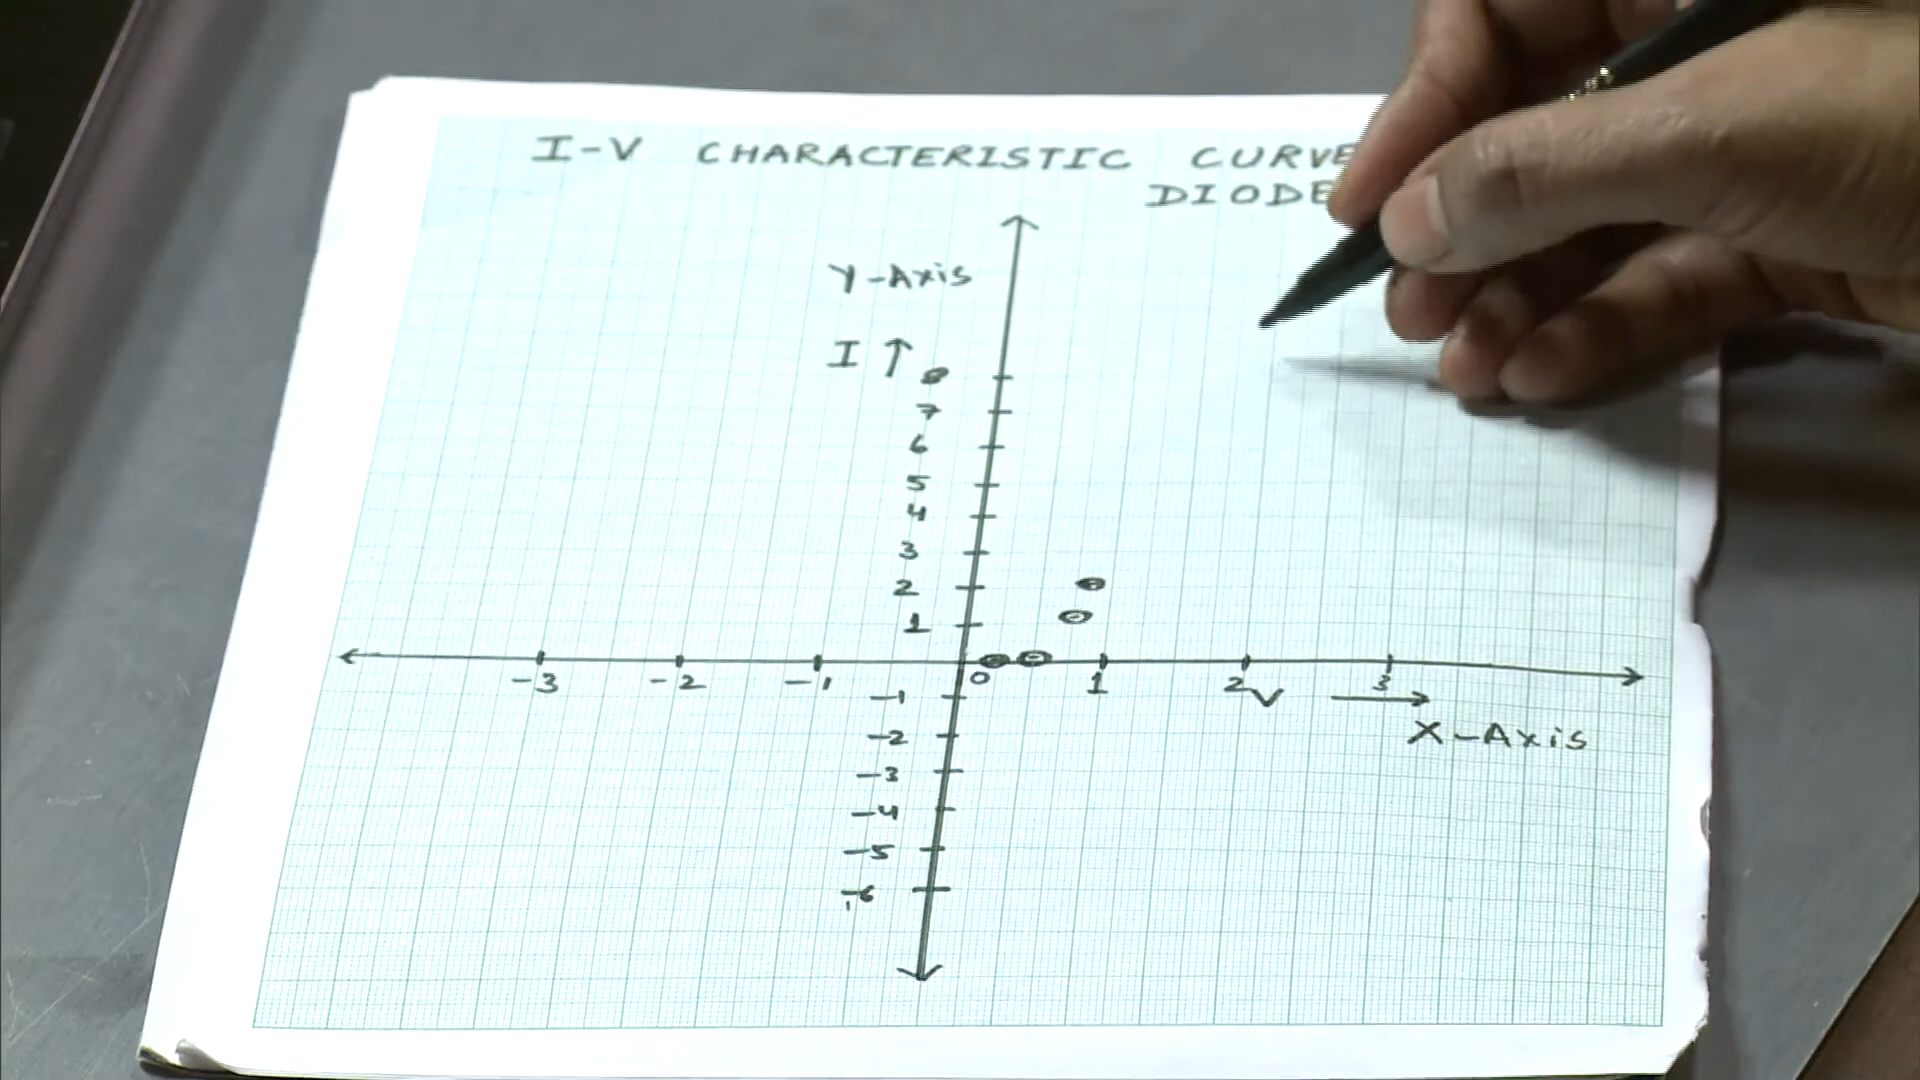 I-V CHARACTERISTIC CURVE
DIODE
Y-Axis
I ↑
8
7
6
5
4
3
2
1
-3 -2 -1 0 1 2 3
V →
X-Axis
-1
-2
-3
-4
-5
-6